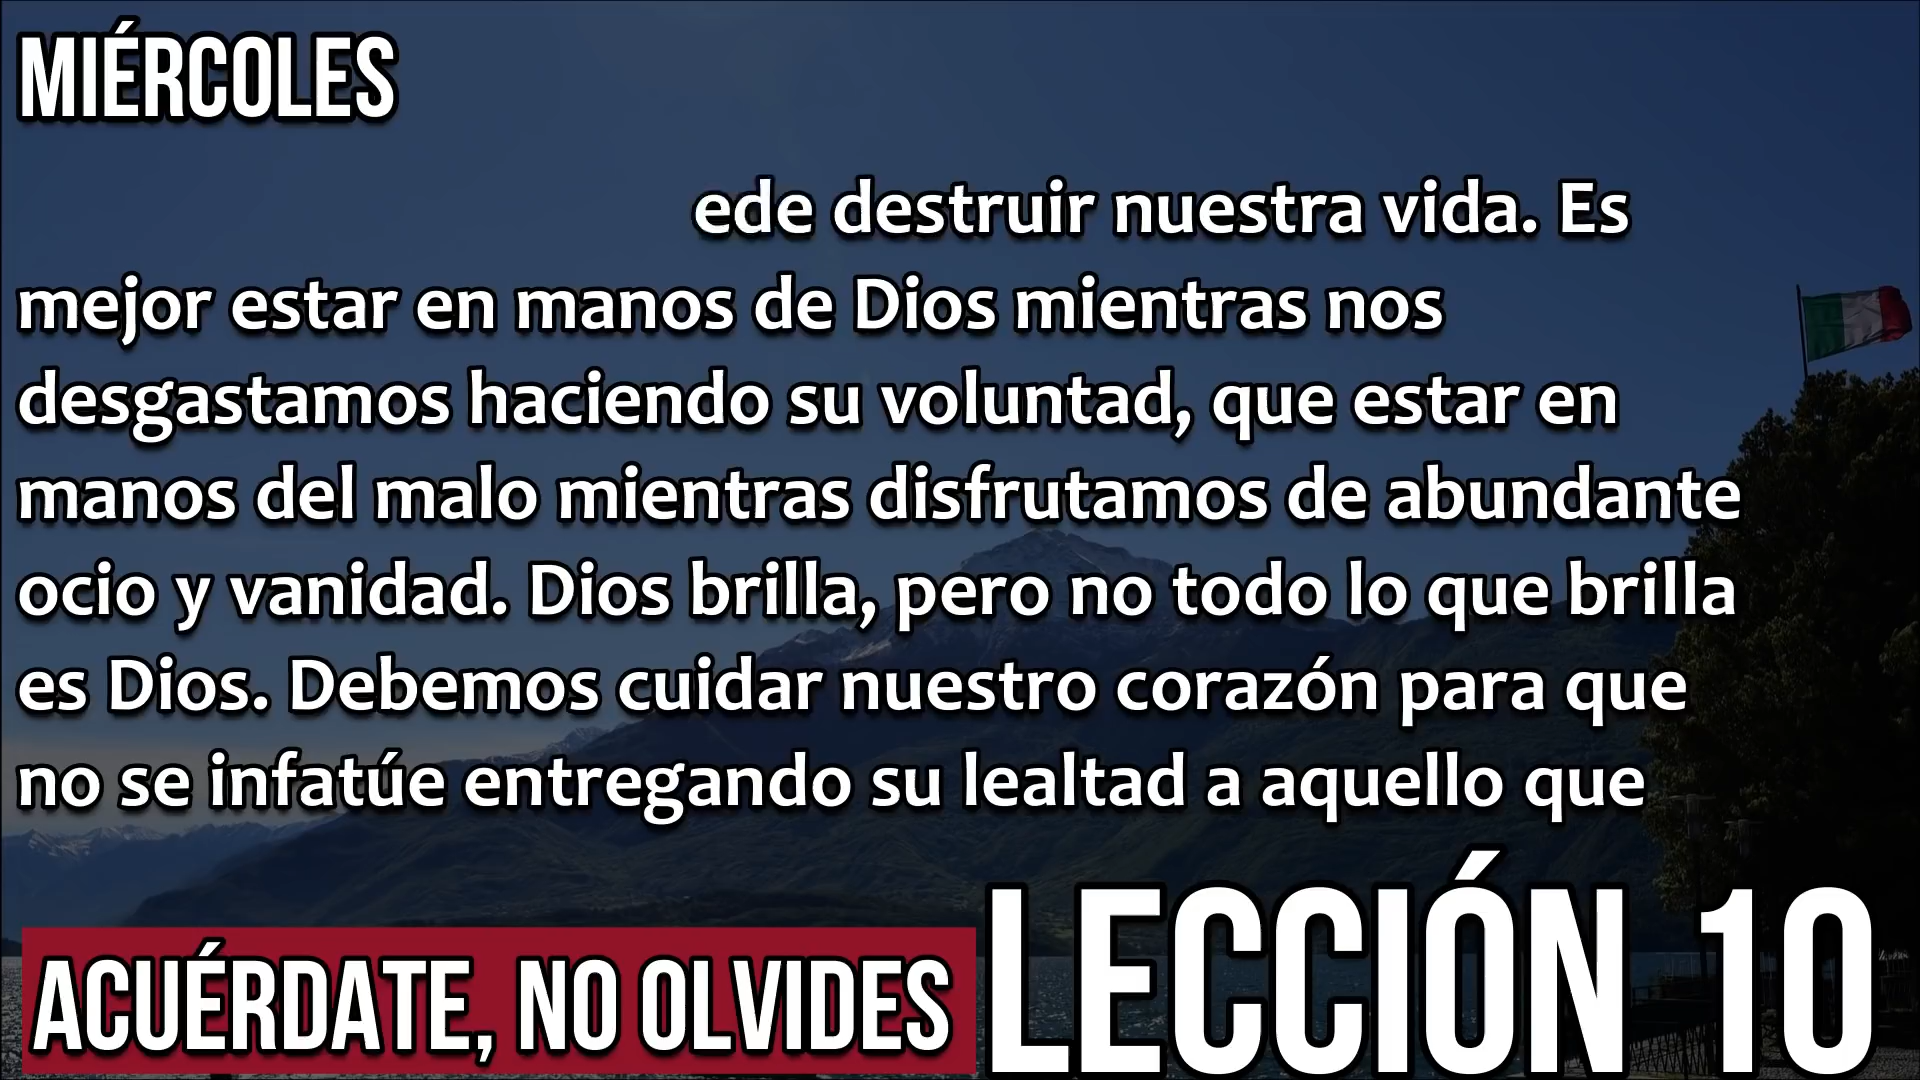 MIÉRCOLES
ede destruir nuestra vida. Es
mejor estar en manos de Dios mientras nos
desgastamos haciendo su voluntad, que estar en
manos del malo mientras disfrutamos de abundante
ocio y vanidad. Dios brilla, pero no todo lo que brilla
es Dios. Debemos cuidar nuestro corazón para que
no se infatúe entregando su lealtad a aquello que
ACUÉRDATE, NO OLVIDES
LECCIÓN 10